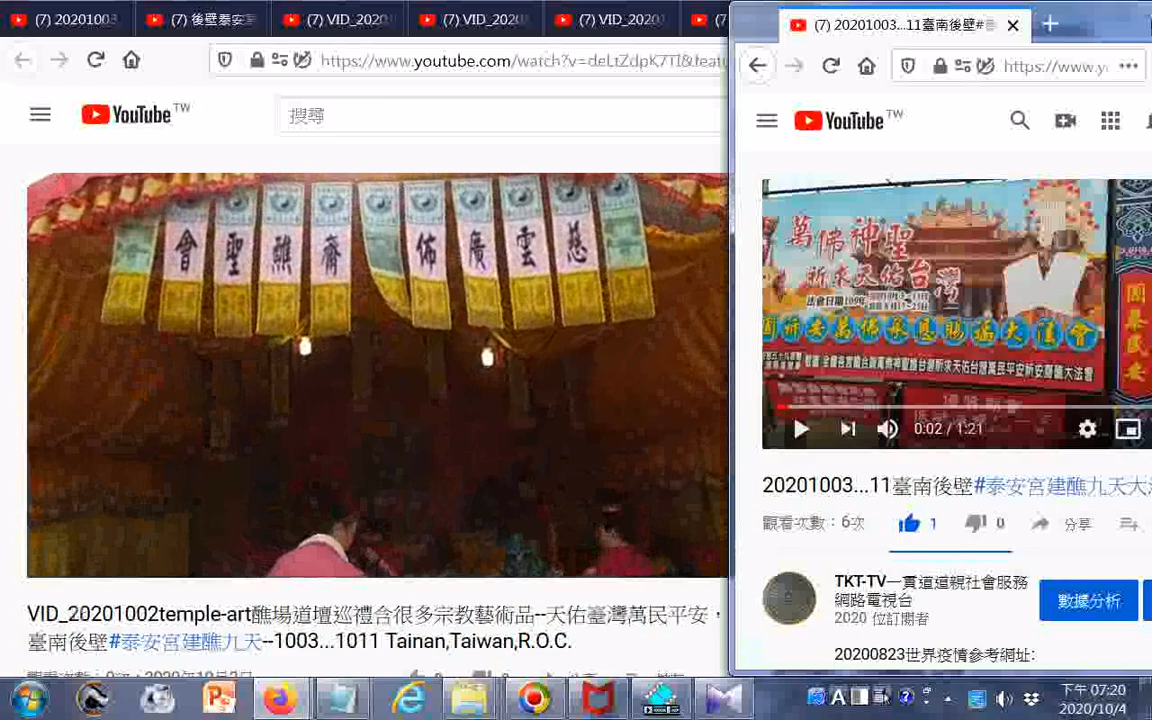 (7) 20201003
(7) 後壁泰安宮
(7) VID_2020
(7) VID_2020
(7) VID_2020
(7)
(7) 20201003...11臺南後壁#
https://www.youtube.com/watch?v=deLtZdpK7TI&featu
https://www.y
YouTube TW
搜尋
YouTube TW
會聖醮齋 佈廣雲慈
萬佛神聖
祈求天佑台灣
0:02 / 1:21
20201003...11臺南後壁#泰安宮建醮九天大
觀看次數：6次
1
0
分享
VID_20201002temple-art醮場道壇巡禮含很多宗教藝術品--天佑臺灣萬民平安，
臺南後壁#泰安宮建醮九天--1003...1011 Tainan,Taiwan,R.O.C.
TKT-TV一貫道道親社會服務
網路電視台
2020 位訂閱者
數據分析
20200823世界疫情參考網址:
下午 07:20
2020/10/4